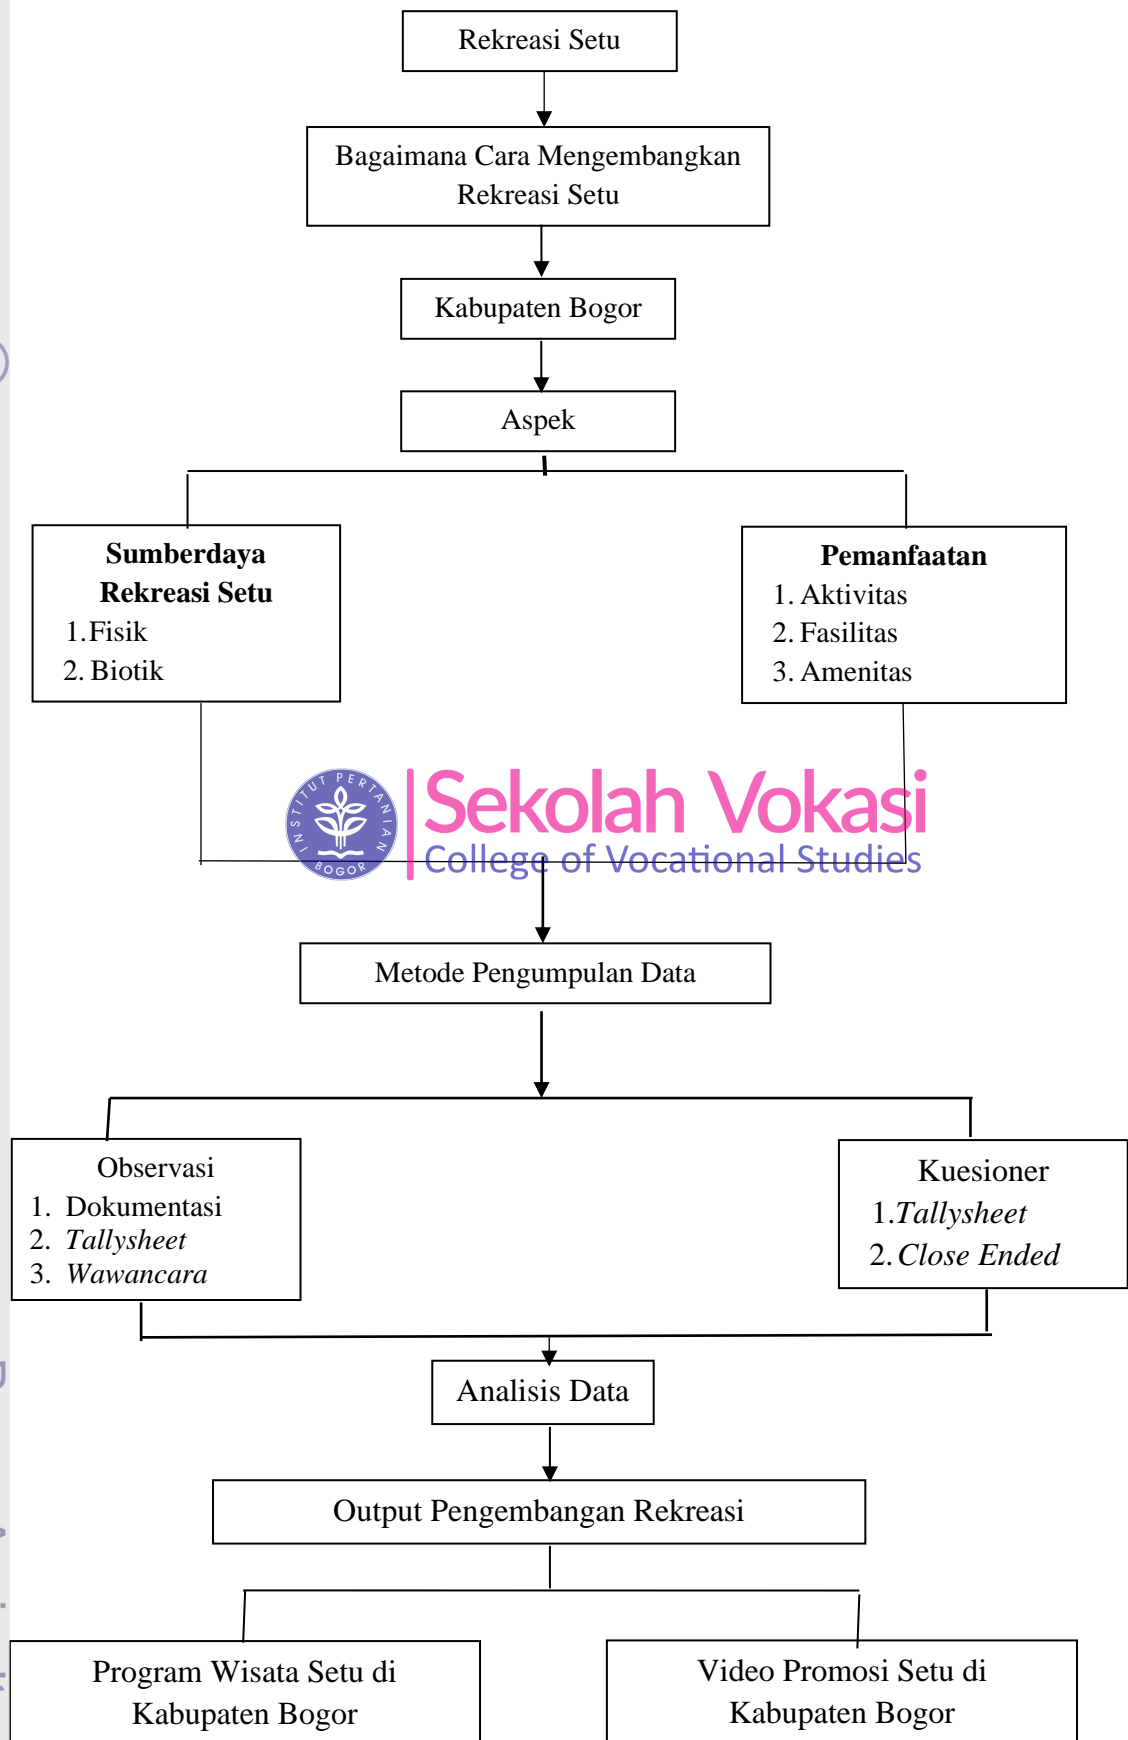 Rekreasi Setu
Bagaimana Cara Mengembangkan
Rekreasi Setu
Kabupaten Bogor
Aspek
Sumberdaya
Rekreasi Setu
1.Fisik
2. Biotik
Pemanfaatan
1. Aktivitas
2. Fasilitas
3. Amenitas
INSTITUT PERTANIAN
BOGOR
Sekolah Vokasi
College of Vocational Studies
Metode Pengumpulan Data
Observasi
1. Dokumentasi
2. Tallysheet
3. Wawancara
Kuesioner
1.Tallysheet
2. Close Ended
Analisis Data
Output Pengembangan Rekreasi
Program Wisata Setu di
Kabupaten Bogor
Video Promosi Setu di
Kabupaten Bogor